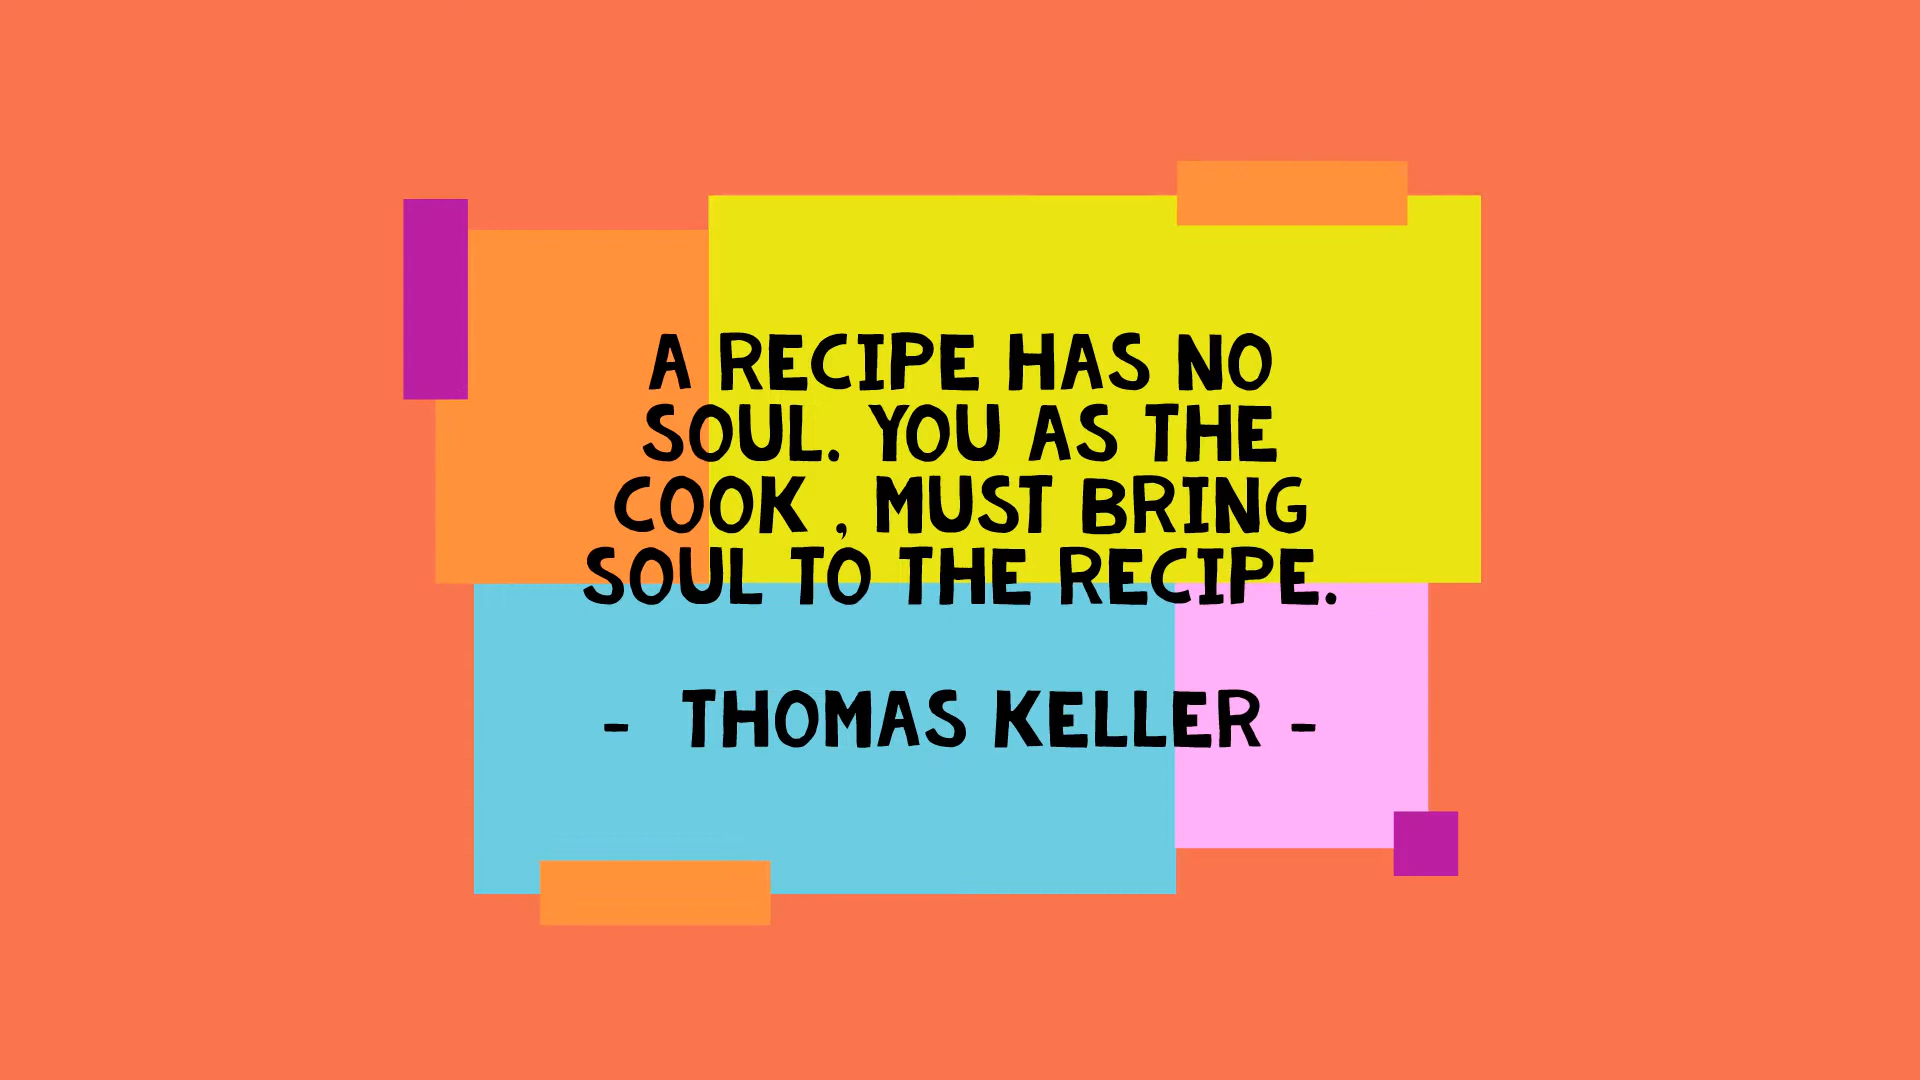 A RECIPE HAS NO
SOUL. YOU AS THE
COOK , MUST BRING
SOUL TO THE RECIPE.
- THOMAS KELLER -